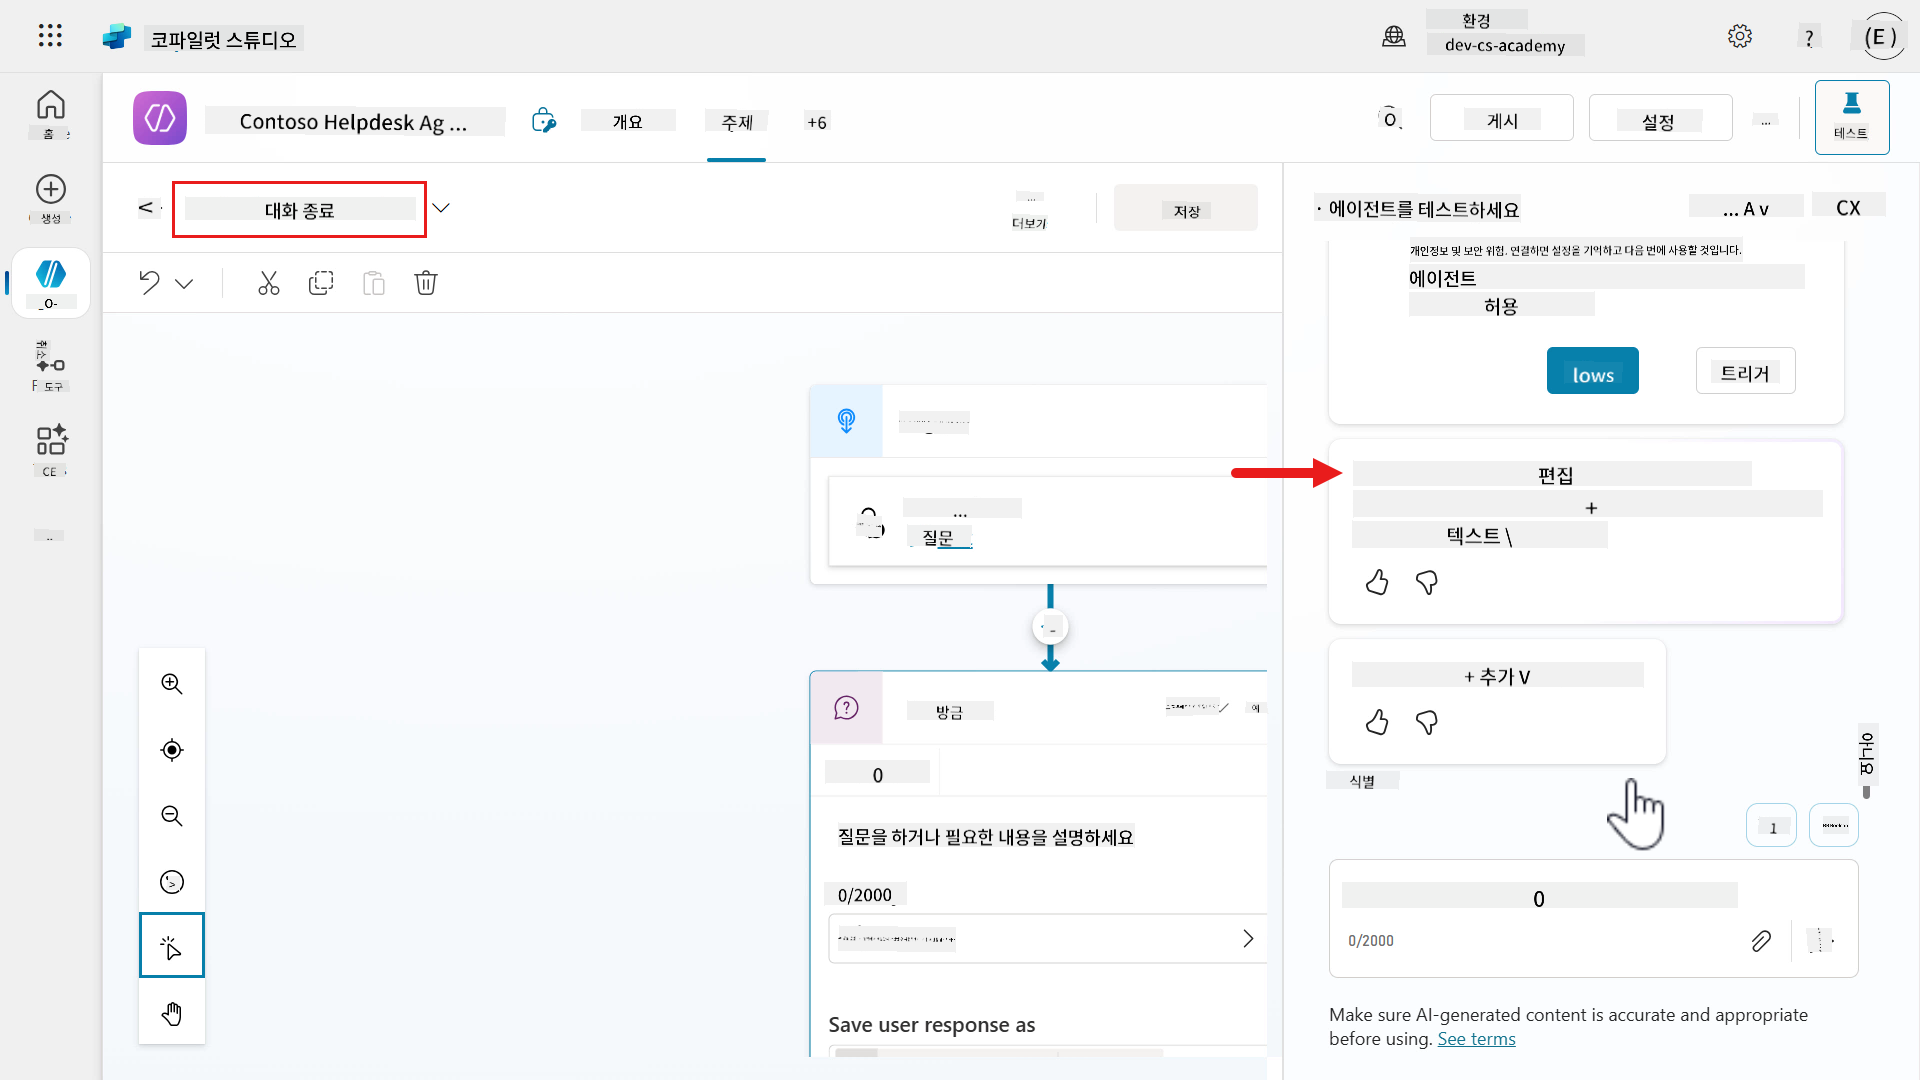 코파일럿 스튜디오
환경
dev-cs-academy
?
(E )
홈
생성
도구
CE
Contoso Helpdesk Ag ...
개요
주제
+6
게시
설정
...
테스트
<
대화 종료
...
더보기
저장
...
질문
방금
예
0
질문을 하거나 필요한 내용을 설명하세요
0/2000
Save user response as
· 에이전트를 테스트하세요
... A v
CX
개인정보 및 보안 위험. 연결하면 설정을 기억하고 다음 번에 사용할 것입니다.
에이전트
허용
lows
트리거
편집
+
텍스트 \
+ 추가 V
식별
아니요
1
0
0/2000
Make sure AI-generated content is accurate and appropriate
before using. See terms